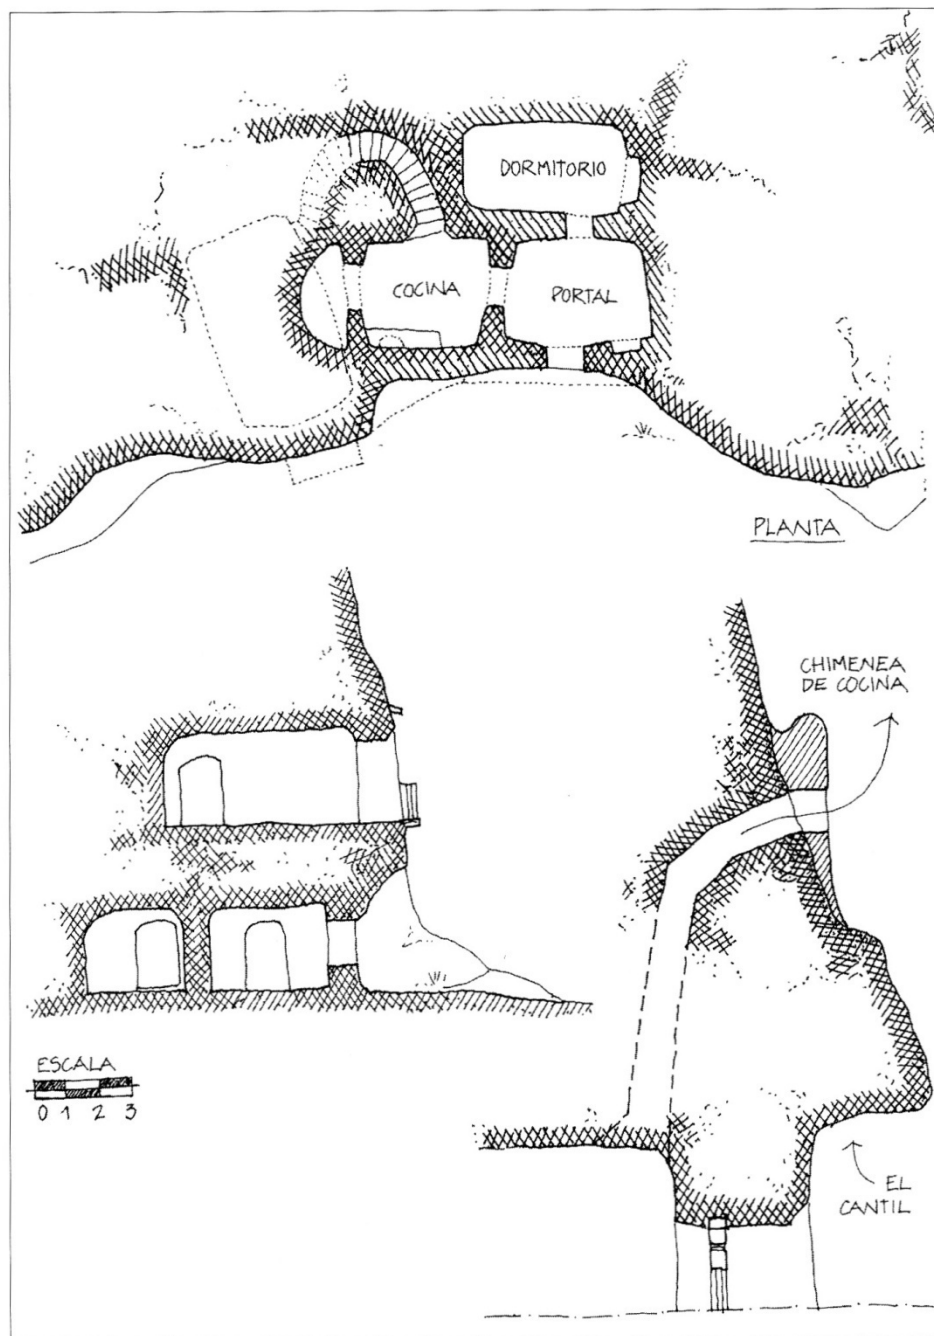 DORMITORIO
COCINA
PORTAL
PLANTA
CHIMENEA
DE COCINA
ESCALA
0 1 2 3
EL
CANTIL